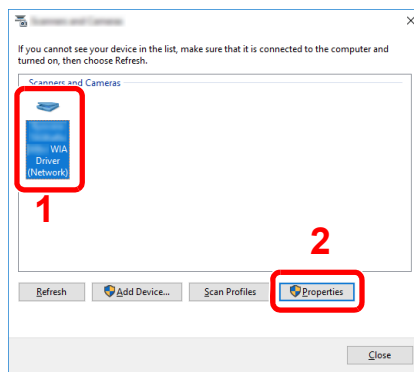 If you cannot see your device in the list, make sure that it is connected to the computer and
turned on, then choose Refresh.
Scanners and Cameras
WIA
Driver
(Network)
1
2
Refresh
Add Device...
Scan Profiles
Properties
Close